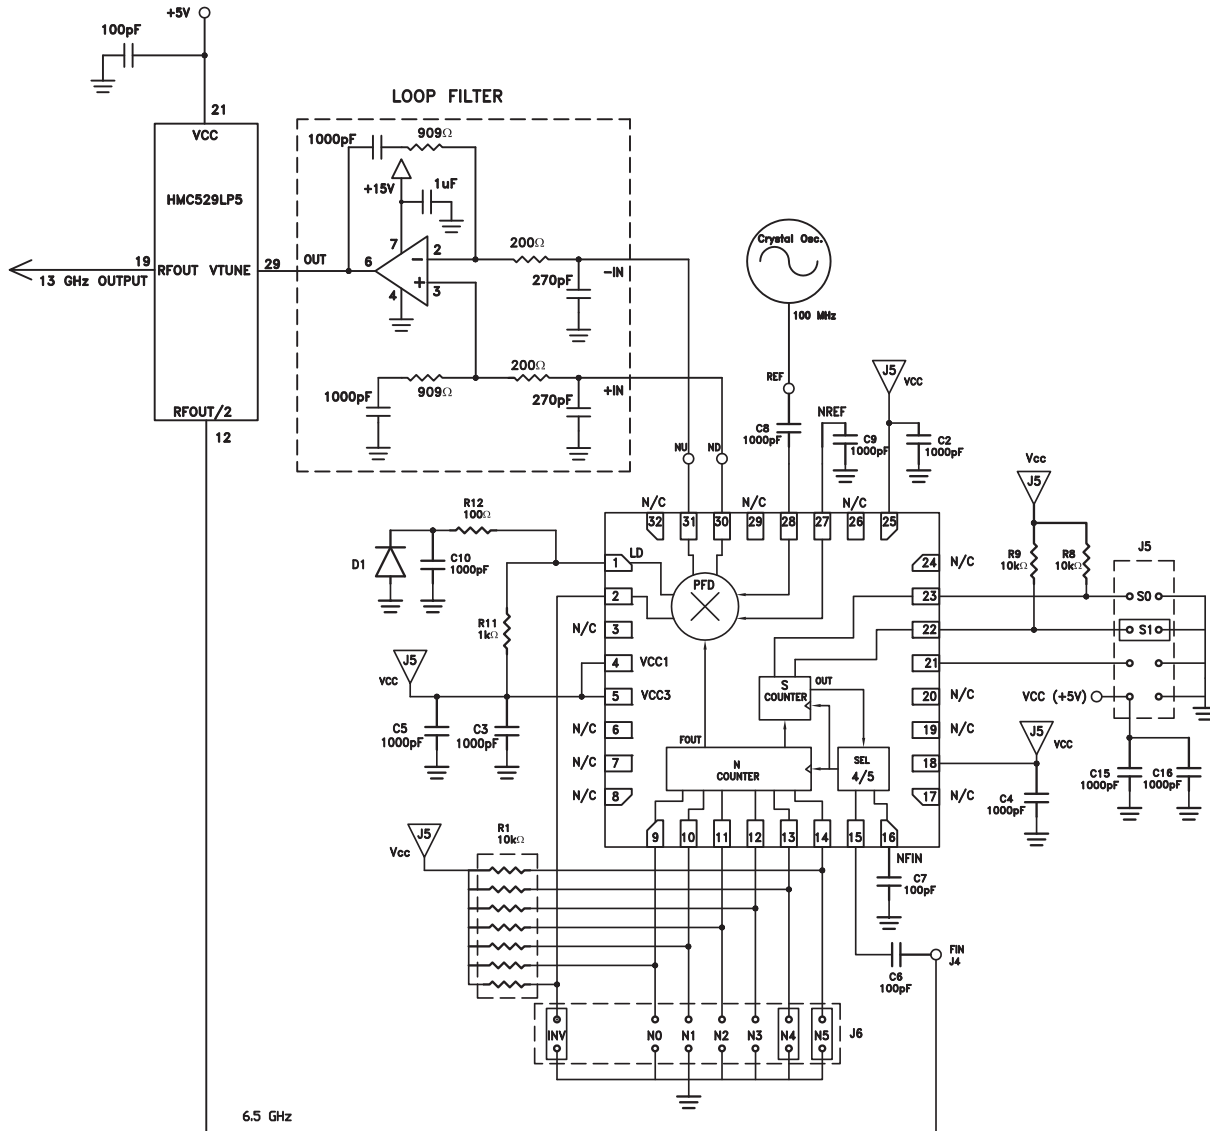 +5V
100pF
21
VCC
HMC529LP5
19
RFOUT VTUNE
29
13 GHz OUTPUT
RFOUT/2
12
LOOP FILTER
1000pF
909Ω
+15V
1uF
7
OUT
6
2
−
+
4
3
200Ω
270pF
−IN
1000pF
909Ω
200Ω
270pF
+IN
Crystal Osc.
100 MHz
REF
C8
1000pF
NREF
C9
1000pF
J5
VCC
C2
1000pF
NU
ND
N/C
32
31
30
N/C
29
28
27
N/C
26
25
R12
100Ω
D1
C10
1000pF
R11
1kΩ
J5
VCC
C5
1000pF
C3
1000pF
1
LD
2
N/C
3
4
VCC1
5
VCC3
N/C
6
N/C
7
N/C
8
PFD
S
COUNTER
OUT
FOUT
N
COUNTER
SEL
4/5
24
N/C
23
22
21
20
N/C
19
N/C
18
17
N/C
Vcc
J5
R9
10kΩ
R8
10kΩ
J5
S0
S1
VCC (+5V)
J5
VCC
C4
1000pF
C15
1000pF
C16
1000pF
9
10
11
12
13
14
15
16
NFIN
C7
100pF
J5
Vcc
R1
10kΩ
C6
100pF
FIN
J4
INV
N0
N1
N2
N3
N4
N5
J6
6.5 GHz